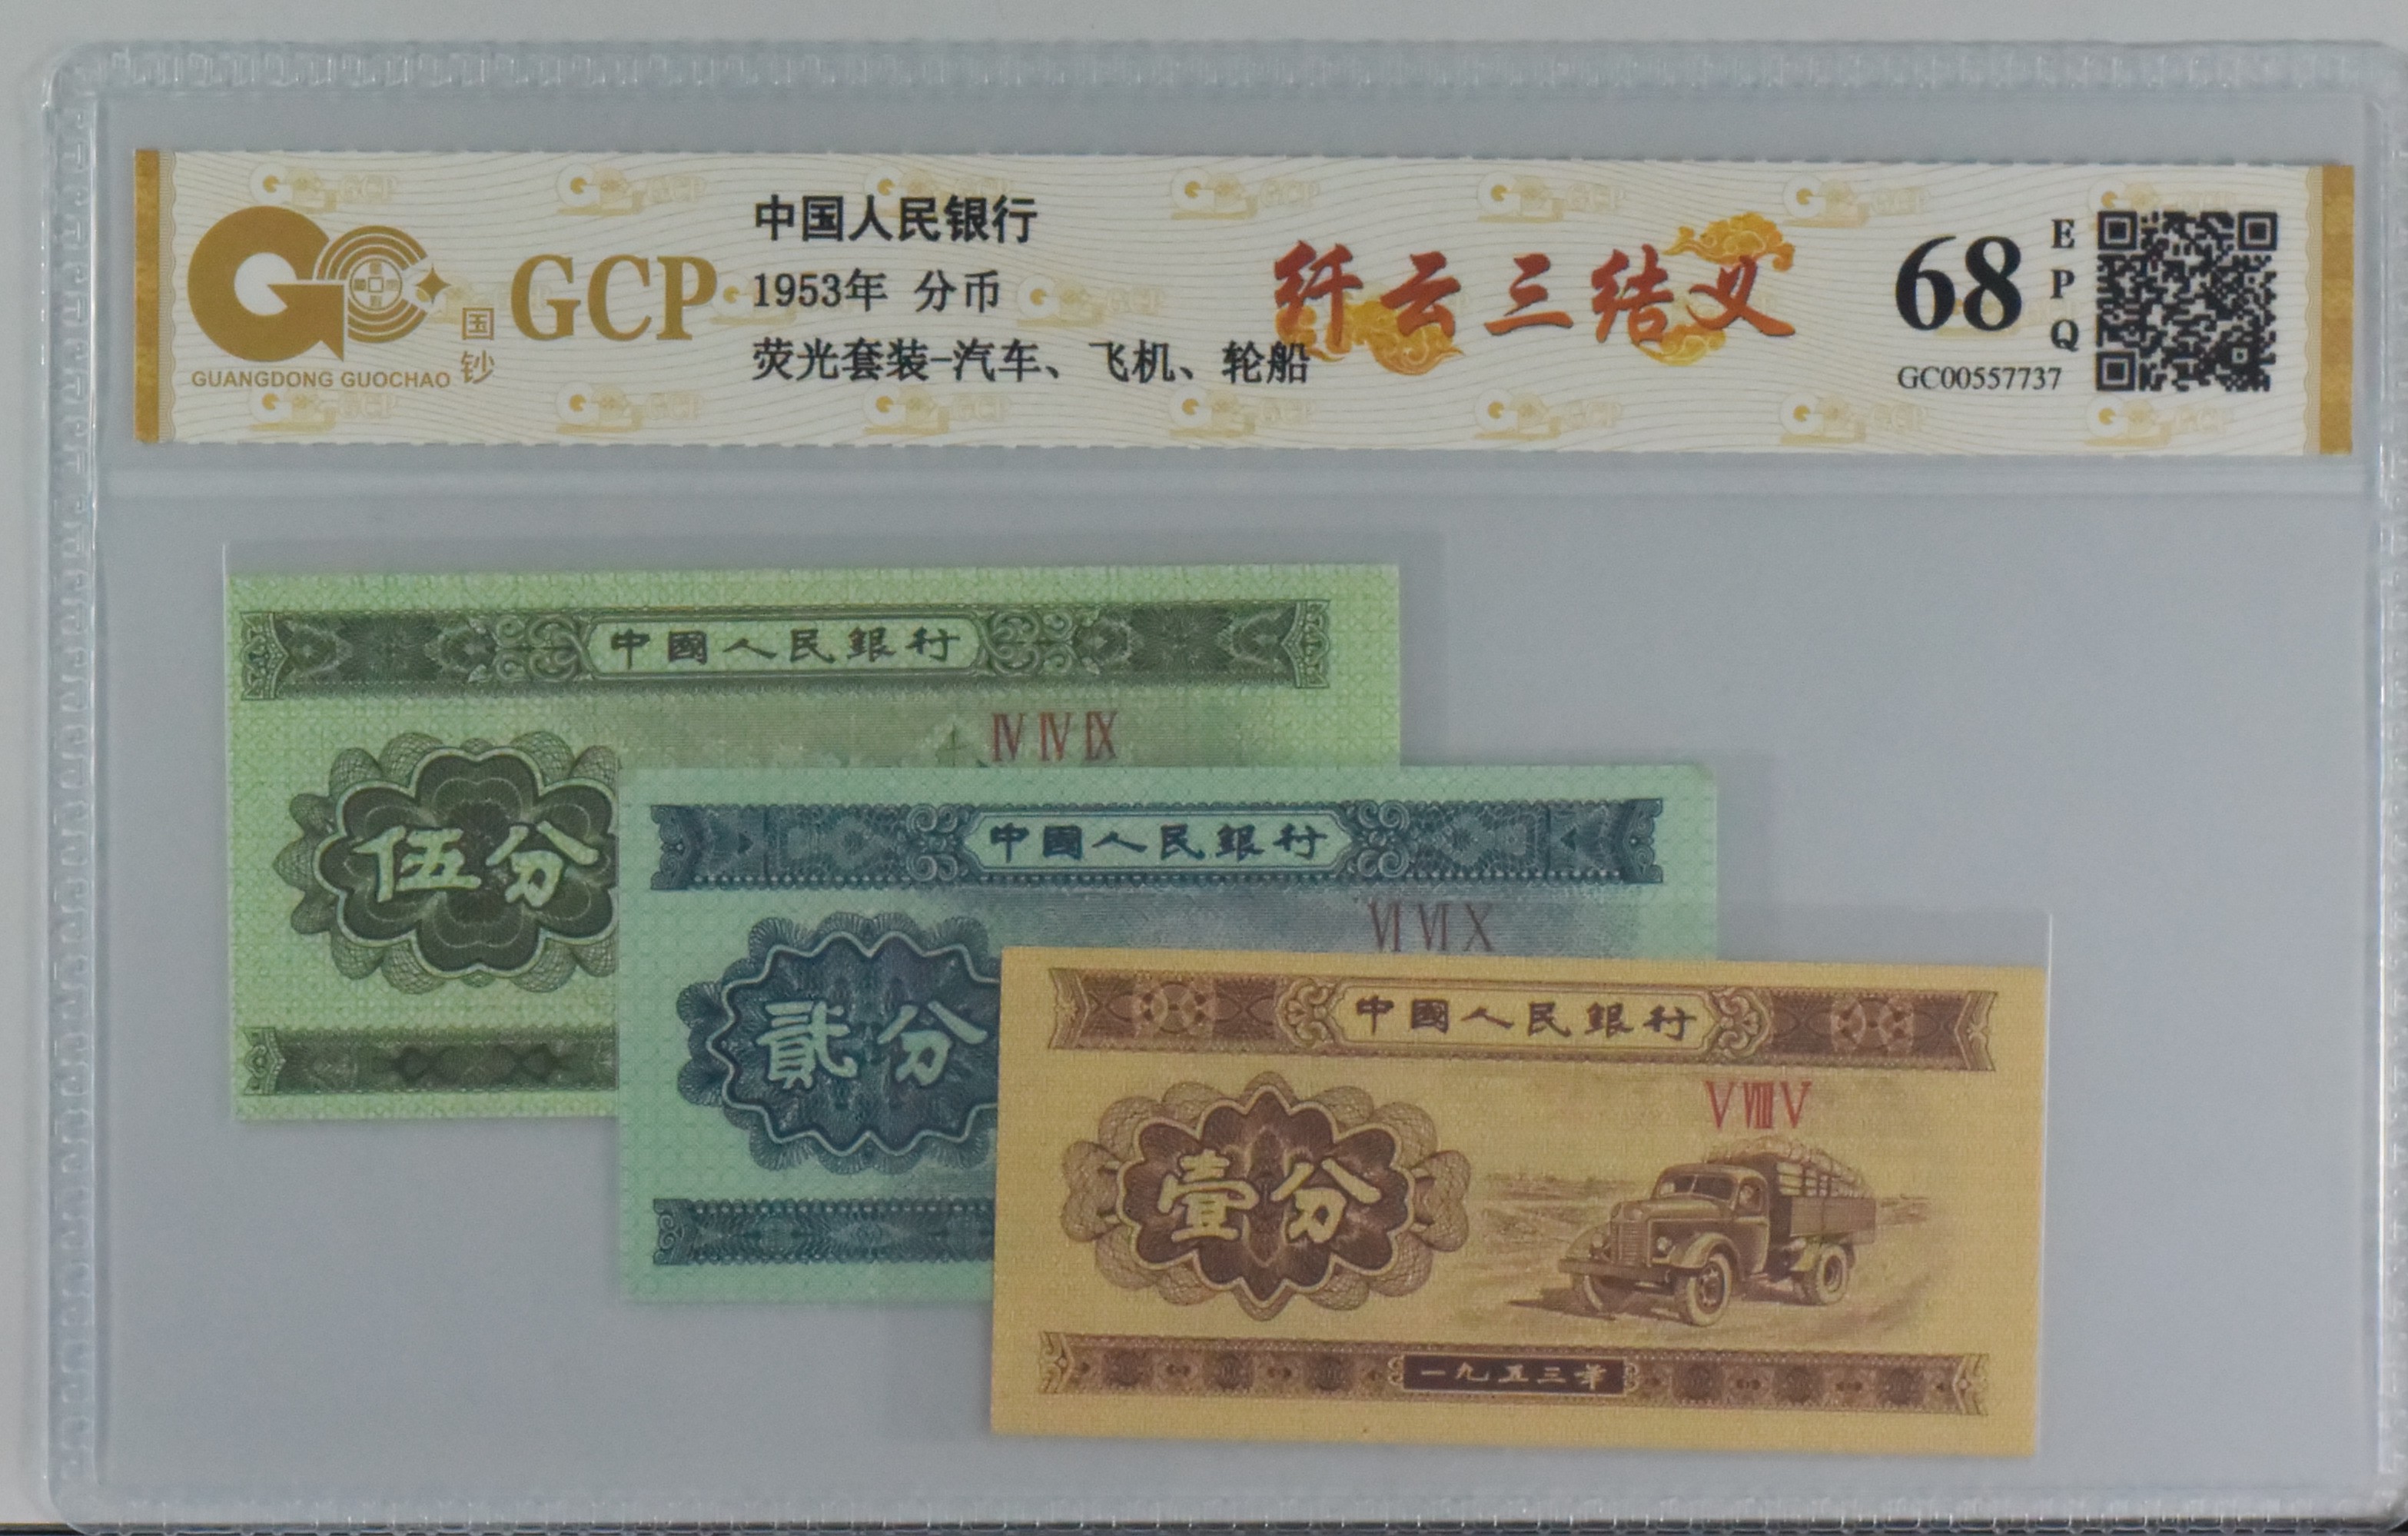 GUANGDONG GUOCHAO
国钞
GCP
中国人民银行
1953年 分币
荧光套装-汽车、飞机、轮船
纤云三结义
68
EPQ
GC00557737
中國人民銀行
IV IV IX
伍分
中國人民銀行
VI VI X
貳分
中國人民銀行
V VIII V
壹分
一九五三年